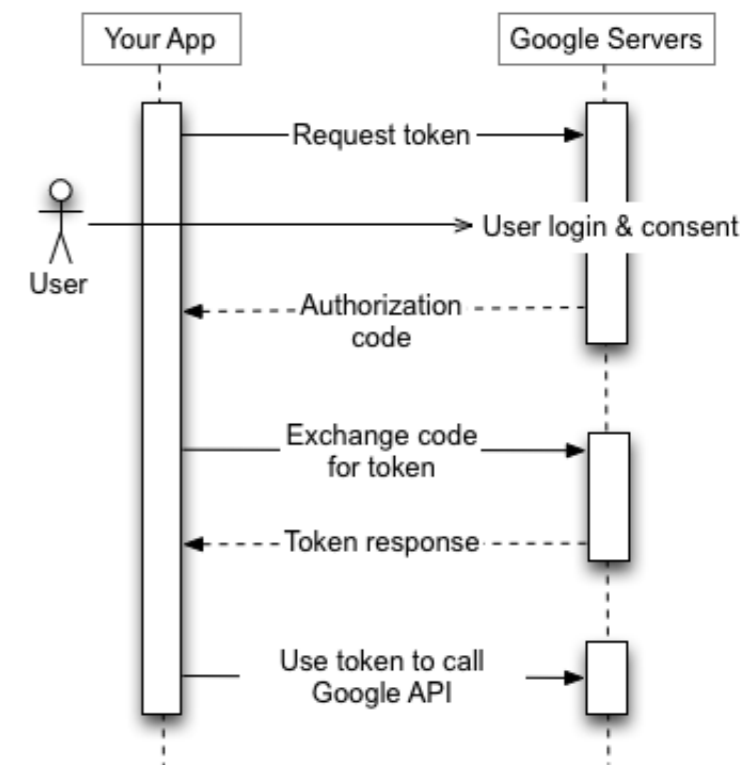 Your App
Google Servers
Request token
User login & consent
User
Authorization
code
Exchange code
for token
Token response
Use token to call
Google API